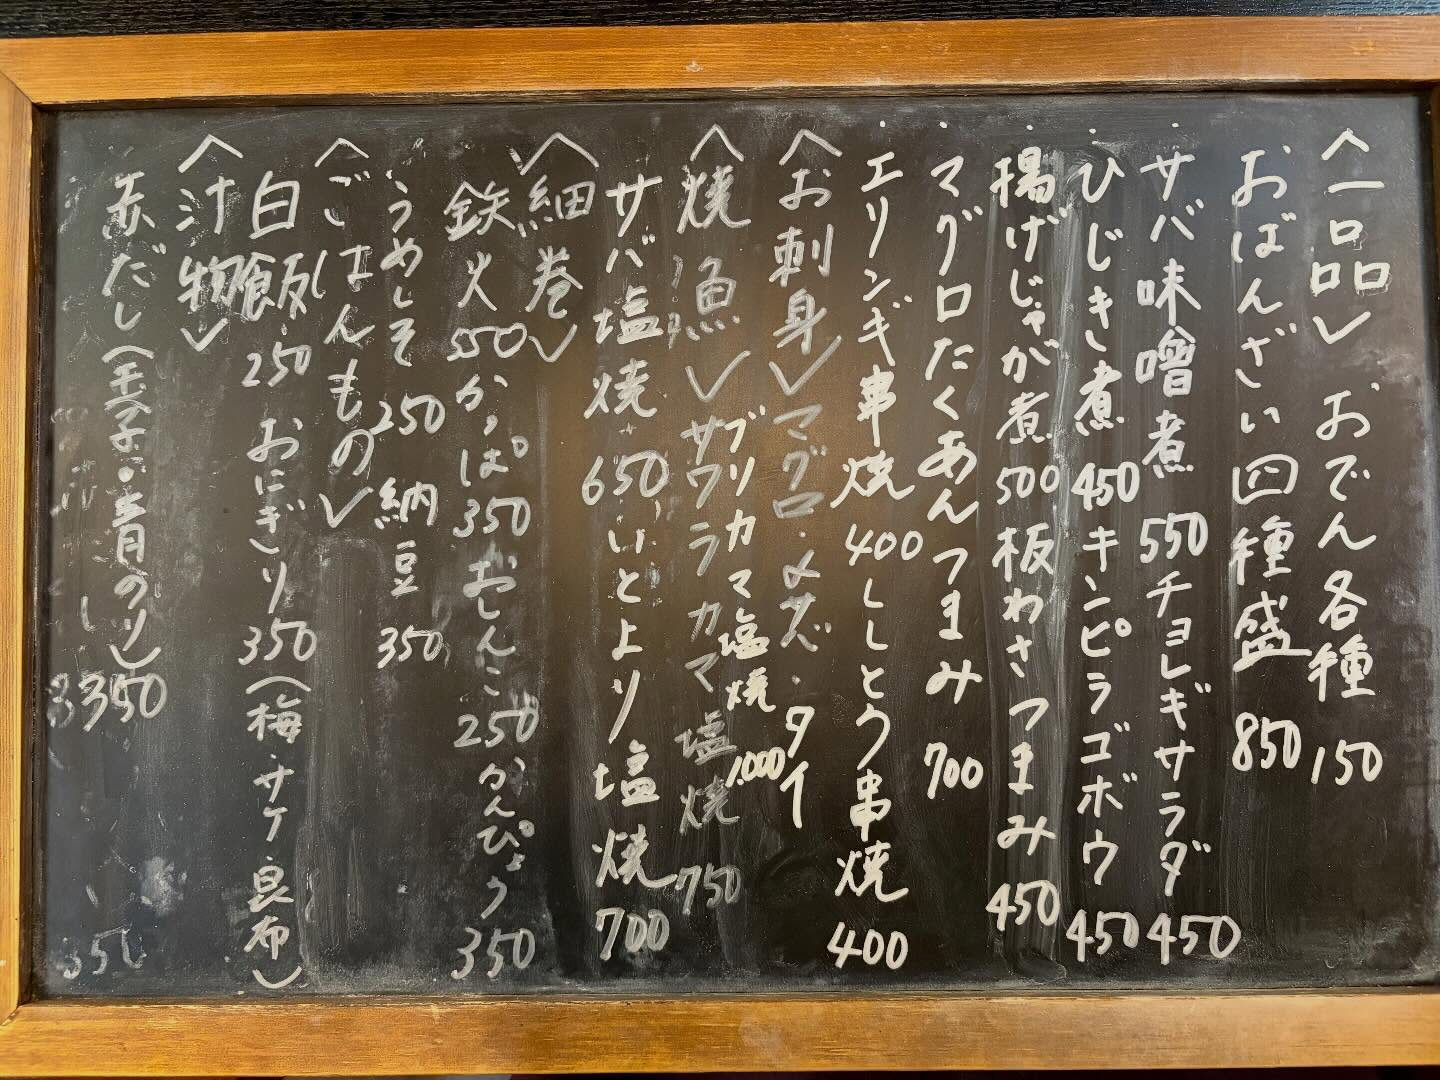 〈一品〉 おでん各種 150
おばんざい四種盛 850
サバ味噌煮 550 チョレギサラダ 450
・ひじき煮 450 キンピラゴボウ 450
・揚げじゃが煮 500 板わさつまみ 450
・マグロたくあんつまみ 700
・エリンギ串焼 400 ししとう串焼 400
〈お刺身〉 マグロ・〆サバ・タイ
〈焼魚〉 ブリカマ塩焼 1000
サワラカマ塩焼 750
サバ塩焼 650 いとより塩焼 700
〈細巻〉
鉄火 550 かっぱ 350 おしんこ 250 かんぴょう 350
うめしそ 250 納豆 350
〈ごはんもの〉
白飯 250 おにぎり 350 (梅・サケ・昆布)
〈汁物〉
赤だし(玉子・青のり) 350
350